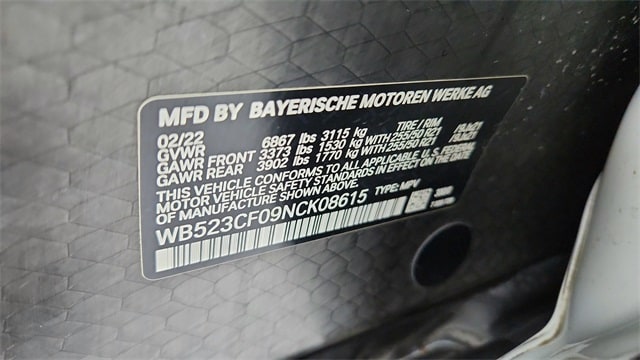 MFD BY BAYERISCHE MOTOREN WERKE AG
02/22 TIRE / RIM
GVWR 6867 lbs 3115 kg
GAWR FRONT 3373 lbs 1530 kg WITH 255/50 R21
GAWR REAR 3902 lbs 1770 kg WITH 255/50 R21
THIS VEHICLE CONFORMS TO ALL APPLICABLE U.S. FEDERAL
MOTOR VEHICLE SAFETY STANDARDS IN EFFECT ON THE DATE
OF MANUFACTURE SHOWN ABOVE.
WB523CF09NCK08615 TYPE: MPV